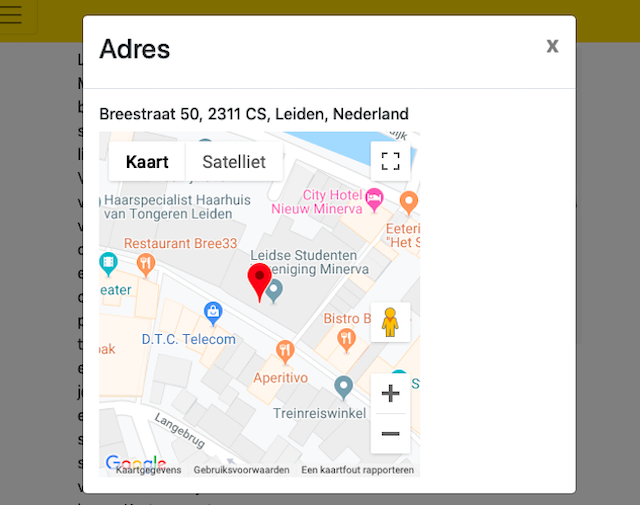 Adres
x
Breestraat 50, 2311 CS, Leiden, Nederland
Kaart
Satelliet
City Hotel
Nieuw Minerva
Haarspecialist Haarhuis
van Tongeren Leiden
Eeteri
"Het S
Restaurant Bree33
Leidse Studenten
Vereniging Minerva
eater
D.T.C. Telecom
Bistro B
Aperitivo
Treinreiswinkel
Langebrug
Google
Kaartgegevens
Gebruiksvoorwaarden
Een kaartfout rapporteren